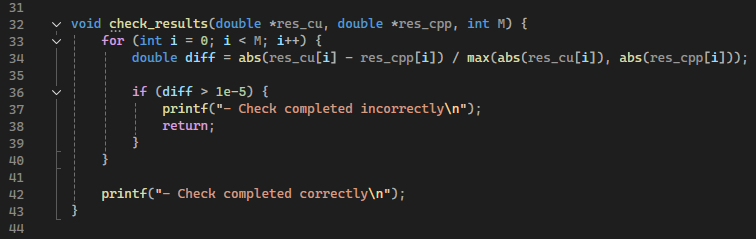 31
32 void check_results(double *res_cu, double *res_cpp, int M) {
33     for (int i = 0; i < M; i++) {
34         double diff = abs(res_cu[i] - res_cpp[i]) / max(abs(res_cu[i]), abs(res_cpp[i]));
35
36         if (diff > 1e-5) {
37             printf("- Check completed incorrectly\n");
38             return;
39         }
40     }
41
42     printf("- Check completed correctly\n");
43 }
44